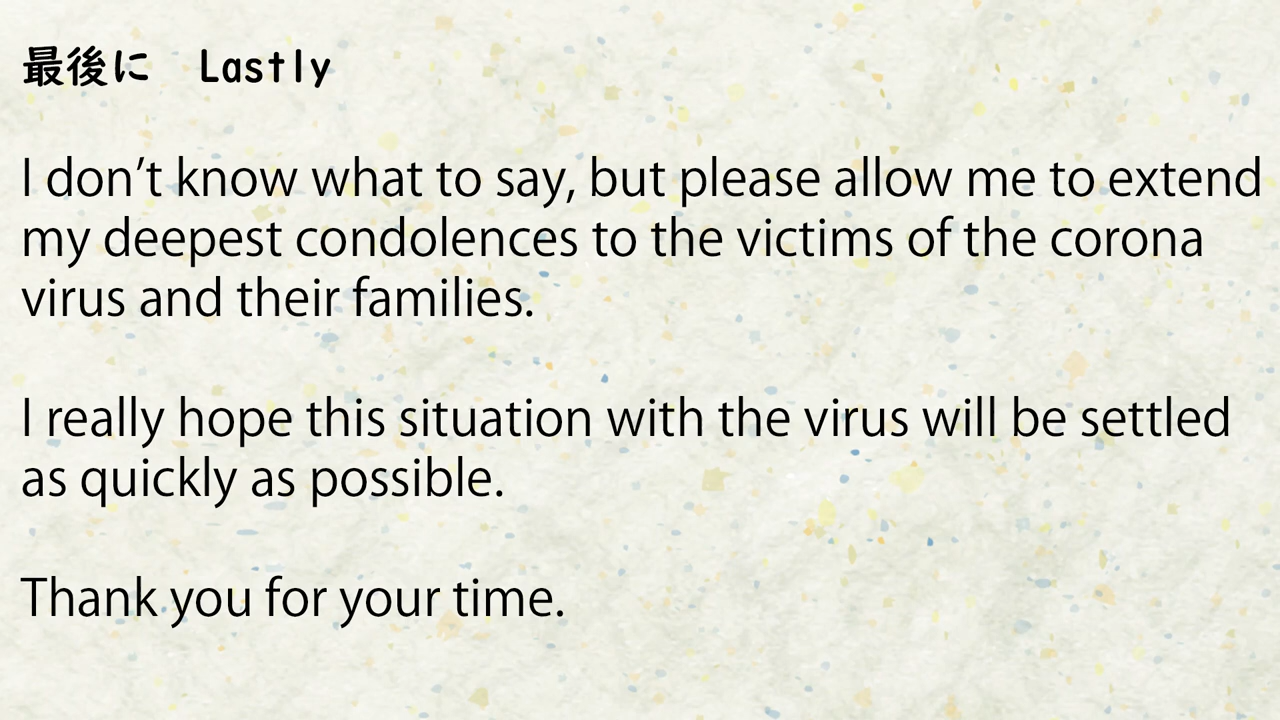 最後に　Lastly
I don’t know what to say, but please allow me to extend
my deepest condolences to the victims of the corona
virus and their families.
I really hope this situation with the virus will be settled
as quickly as possible.
Thank you for your time.